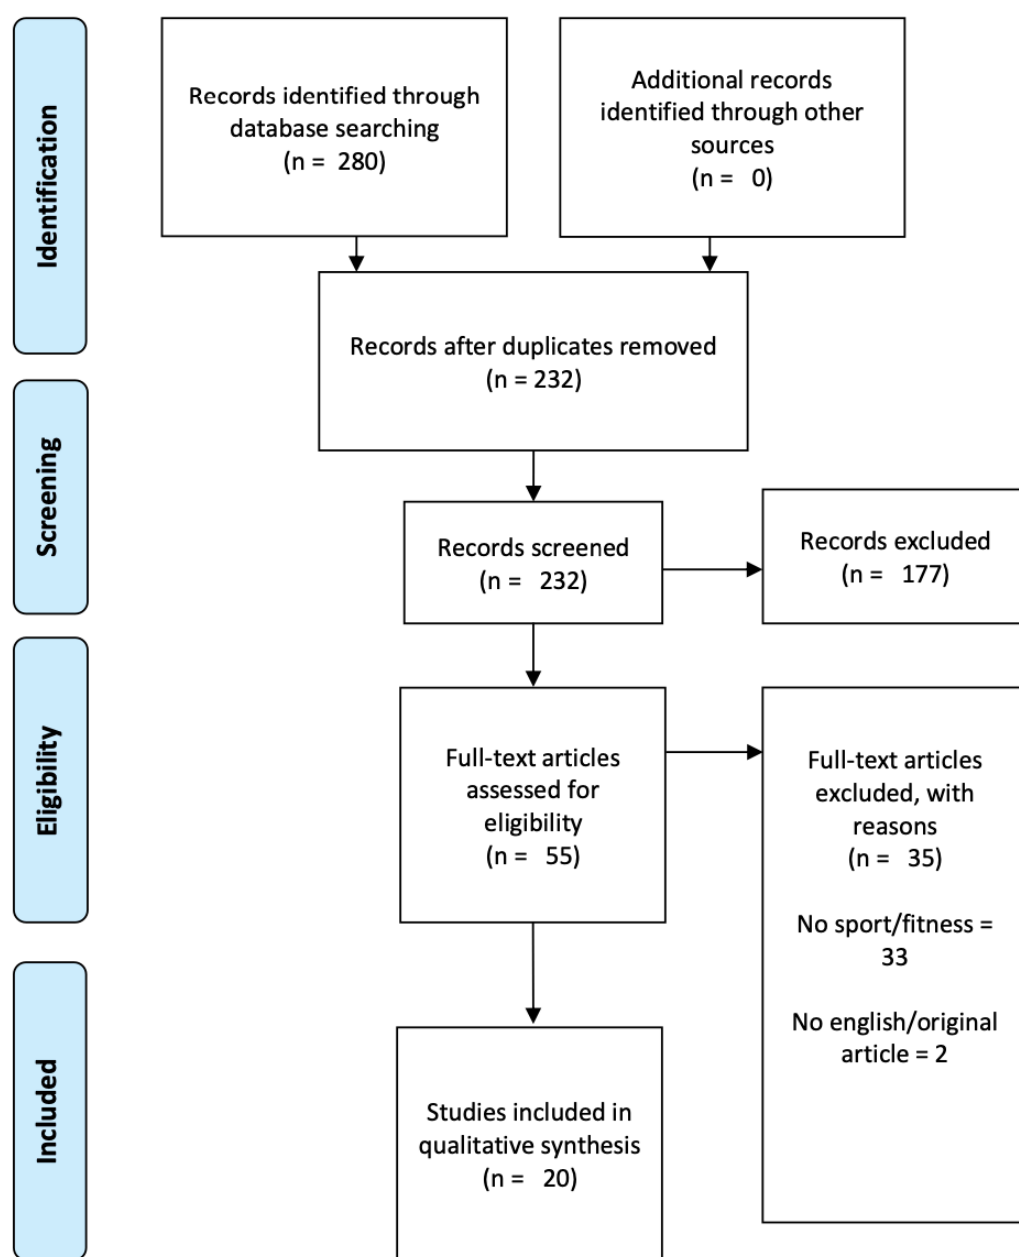 Identification
Records identified through
database searching
(n = 280)
Additional records
identified through other
sources
(n = 0)
Records after duplicates removed
(n = 232)
Screening
Records screened
(n = 232)
Records excluded
(n = 177)
Eligibility
Full-text articles
assessed for
eligibility
(n = 55)
Full-text articles
excluded, with
reasons
(n = 35)
No sport/fitness =
33
No english/original
article = 2
Included
Studies included in
qualitative synthesis
(n = 20)